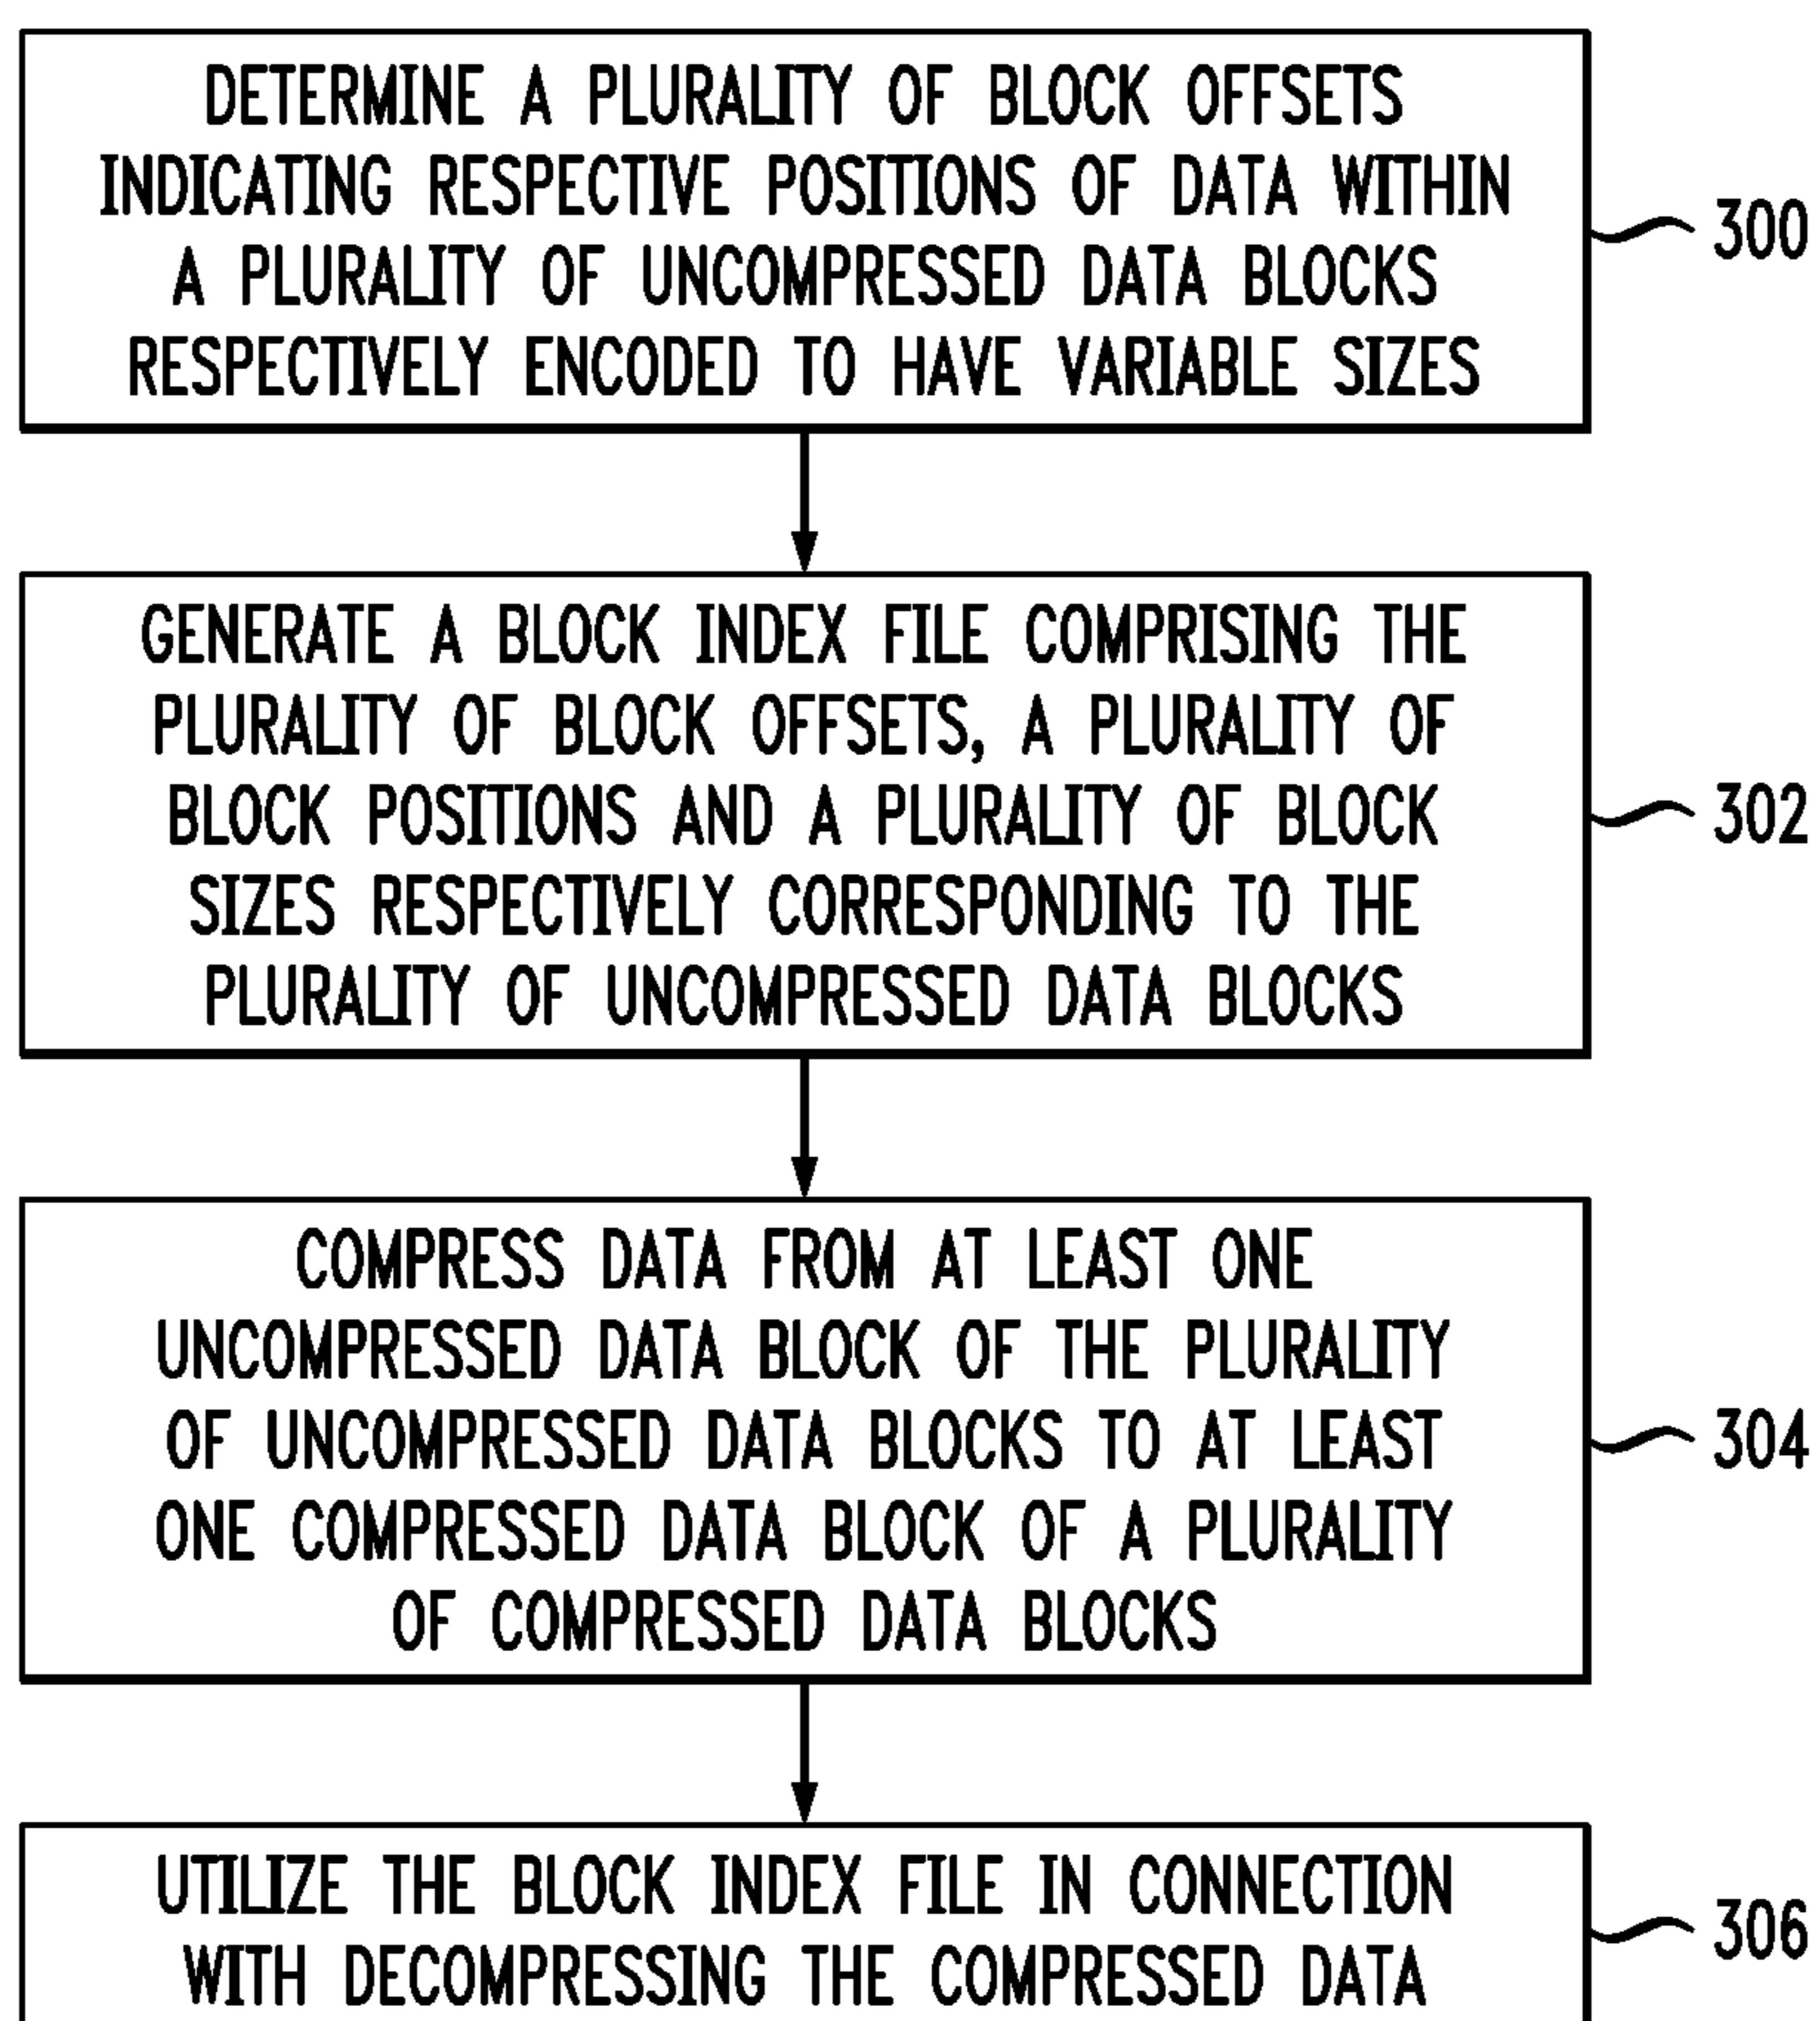 DETERMINE A PLURALITY OF BLOCK OFFSETS
INDICATING RESPECTIVE POSITIONS OF DATA WITHIN
A PLURALITY OF UNCOMPRESSED DATA BLOCKS
RESPECTIVELY ENCODED TO HAVE VARIABLE SIZES
300
GENERATE A BLOCK INDEX FILE COMPRISING THE
PLURALITY OF BLOCK OFFSETS, A PLURALITY OF
BLOCK POSITIONS AND A PLURALITY OF BLOCK
SIZES RESPECTIVELY CORRESPONDING TO THE
PLURALITY OF UNCOMPRESSED DATA BLOCKS
302
COMPRESS DATA FROM AT LEAST ONE
UNCOMPRESSED DATA BLOCK OF THE PLURALITY
OF UNCOMPRESSED DATA BLOCKS TO AT LEAST
ONE COMPRESSED DATA BLOCK OF A PLURALITY
OF COMPRESSED DATA BLOCKS
304
UTILIZE THE BLOCK INDEX FILE IN CONNECTION
WITH DECOMPRESSING THE COMPRESSED DATA
306